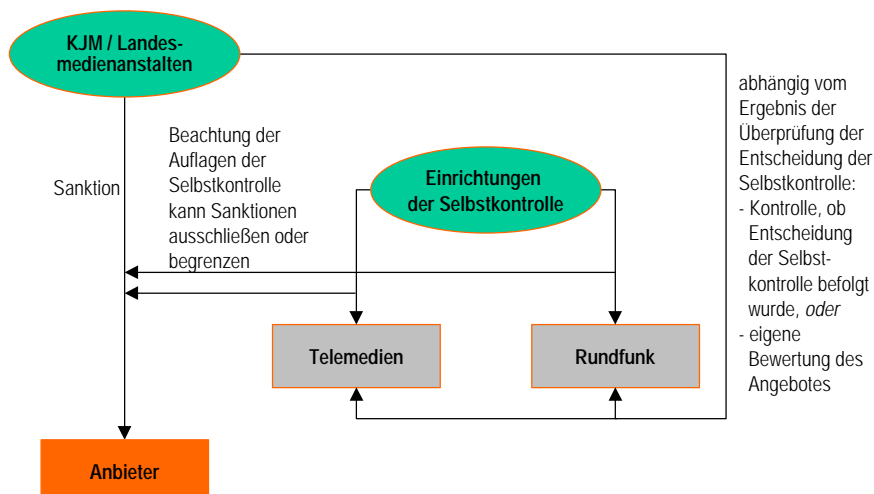 KJM / Landes-
medienanstalten
abhängig vom
Ergebnis der
Überprüfung der
Entscheidung der
Selbstkontrolle:
- Kontrolle, ob
Entscheidung
der Selbst-
kontrolle befolgt
wurde, oder
- eigene
Bewertung des
Angebotes
Beachtung der
Auflagen der
Selbstkontrolle
kann Sanktionen
ausschließen oder
begrenzen
Sanktion
Einrichtungen
der Selbstkontrolle
Telemedien
Rundfunk
Anbieter